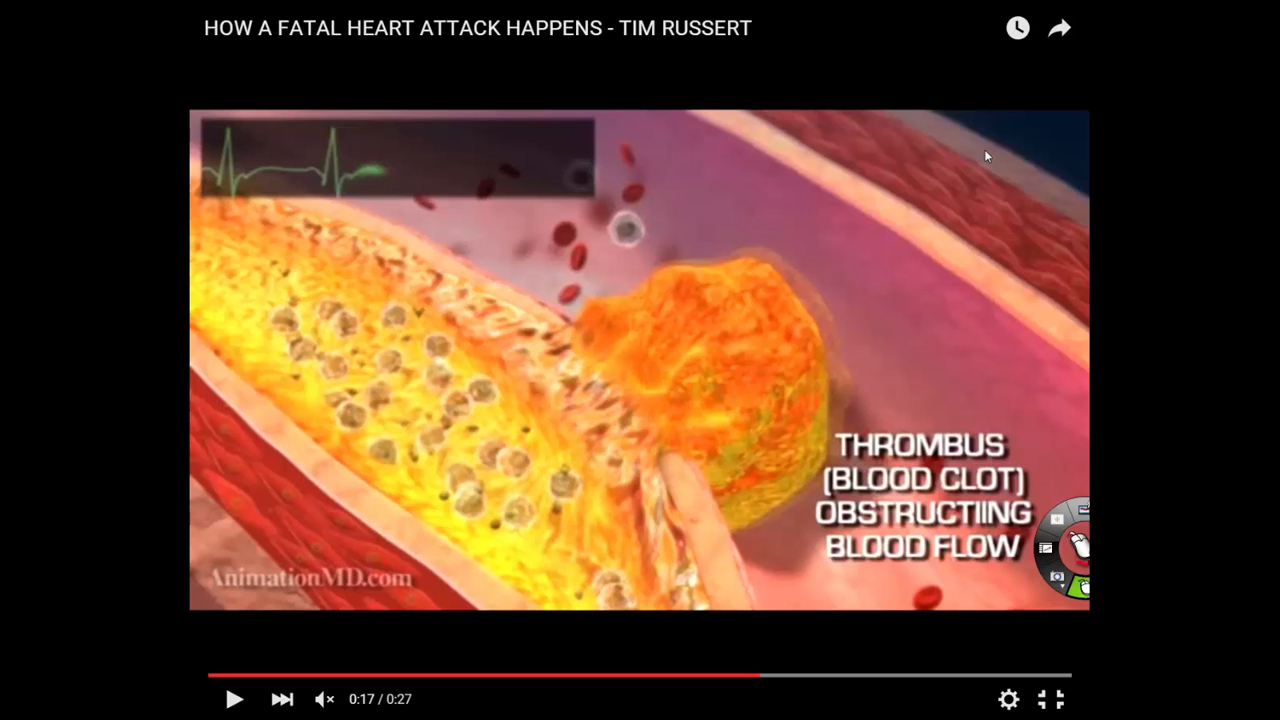 HOW A FATAL HEART ATTACK HAPPENS - TIM RUSSERT
THROMBUS
(BLOOD CLOT)
OBSTRUCTIING
BLOOD FLOW
AnimationMD.com
0:17 / 0:27